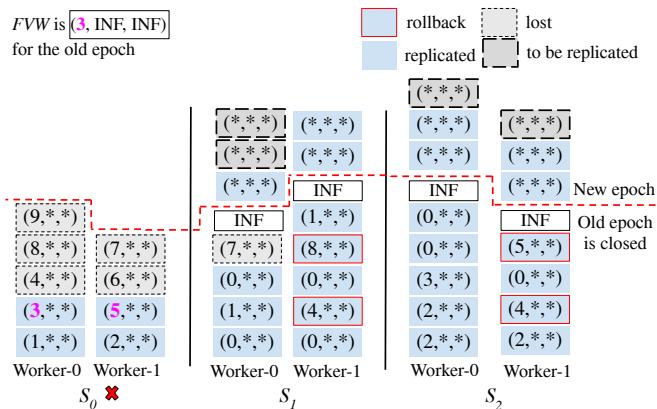 FVW is (3, INF, INF)
for the old epoch
rollback
lost
replicated
to be replicated
(*,*,*)
(*,*,*) (*,*,*) (*,*,*) (*,*,*)
(*,*,*) (*,*,*) (*,*,*) (*,*,*)
(*,*,*) INF INF (*,*,*)
New epoch
(9,*,*) INF (1,*,*) (0,*,*) INF
Old epoch
is closed
(8,*,*) (7,*,*) (7,*,*) (8,*,*) (0,*,*) (5,*,*)
(4,*,*) (6,*,*) (0,*,*) (0,*,*) (3,*,*) (0,*,*)
(3,*,*) (5,*,*) (1,*,*) (4,*,*) (2,*,*) (4,*,*)
(1,*,*) (2,*,*) (0,*,*) (0,*,*) (2,*,*) (2,*,*)
Worker-0 Worker-1 Worker-0 Worker-1 Worker-0 Worker-1
S0 S1 S2